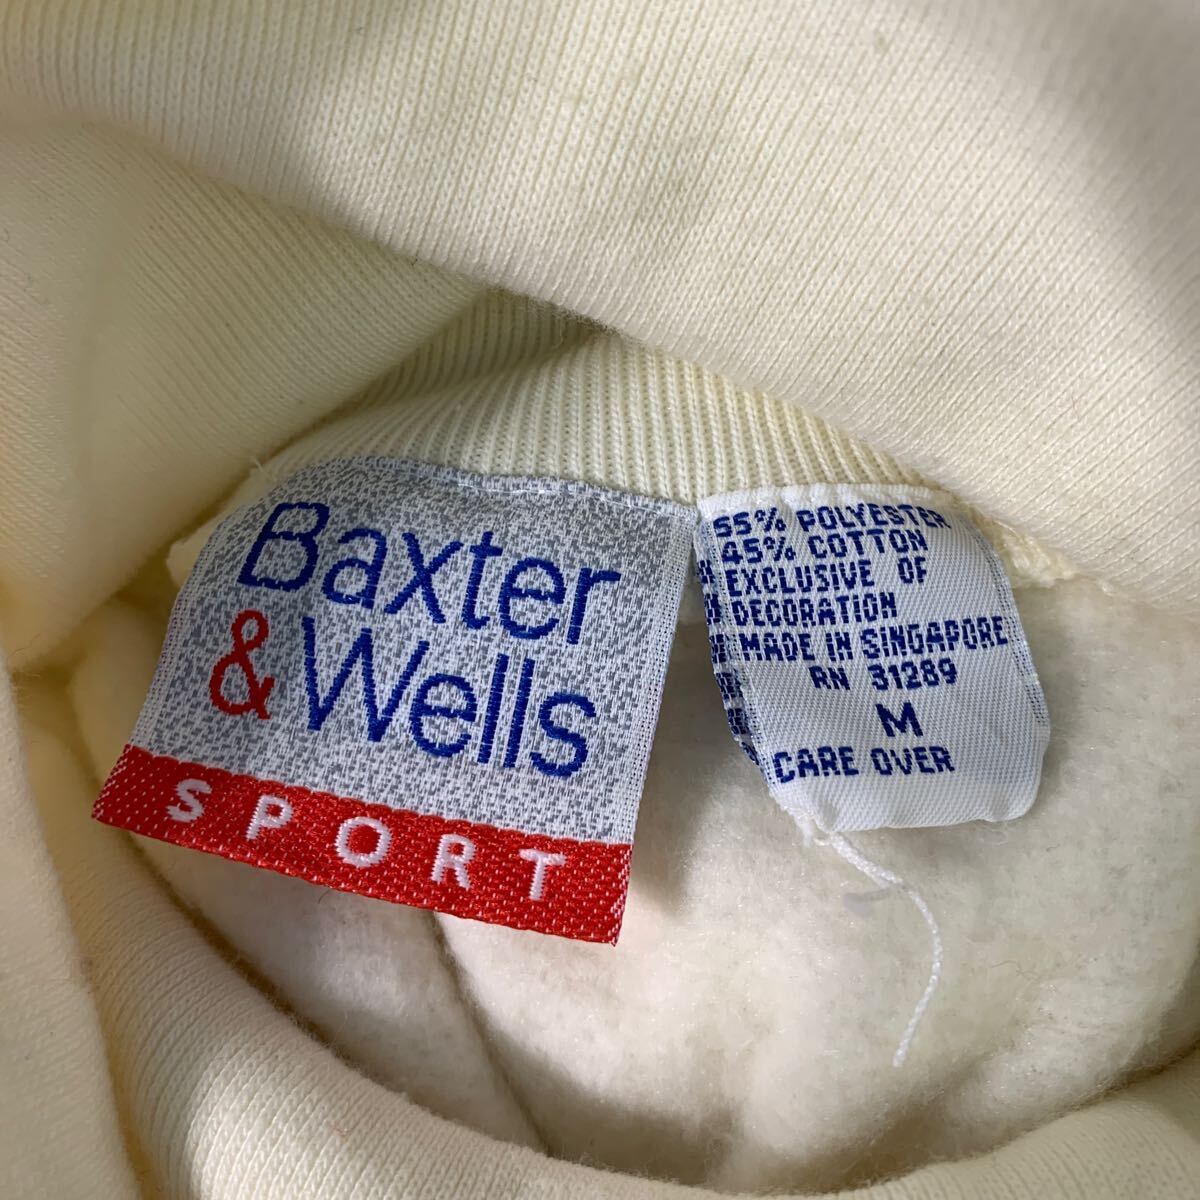 Baxter
& Wells
SPORT
55% POLYESTER
45% COTTON
EXCLUSIVE OF
DECORATION
MADE IN SINGAPORE
RN 31289
M
CARE OVER